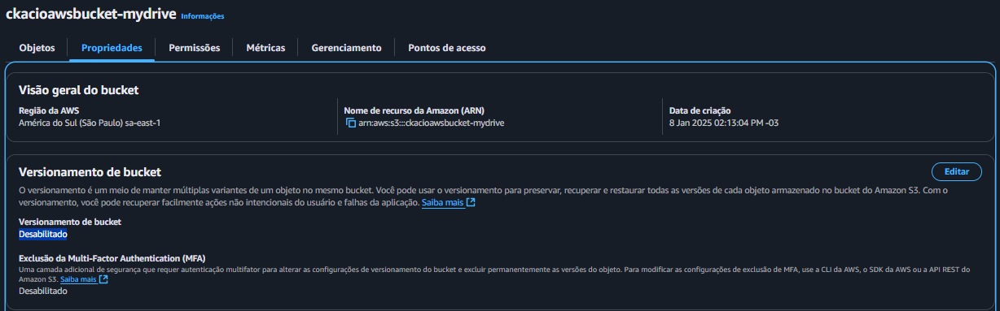 ckacioawsbucket-mydrive Informações
Objetos Propriedades Permissões Métricas Gerenciamento Pontos de acesso
Visão geral do bucket
Região da AWS Nome de recurso da Amazon (ARN) Data de criação
América do Sul (São Paulo) sa-east-1 arn:aws:s3:::ckacioawsbucket-mydrive 8 Jan 2025 02:13:04 PM -03
Versionamento de bucket Editar
O versionamento é um meio de manter múltiplas variantes de um objeto no mesmo bucket. Você pode usar o versionamento para preservar, recuperar e restaurar todas as versões de cada objeto armazenado no bucket do Amazon S3. Com o
versionamento, você pode recuperar facilmente ações não intencionais do usuário e falhas da aplicação. Saiba mais
Versionamento de bucket
Desabilitado
Exclusão da Multi-Factor Authentication (MFA)
Uma camada adicional de segurança que requer autenticação multifator para alterar as configurações de versionamento do bucket e excluir permanentemente as versões do objeto. Para modificar as configurações de exclusão de MFA, use a CLI da AWS, o SDK da AWS ou a API REST do
Amazon S3. Saiba mais
Desabilitado